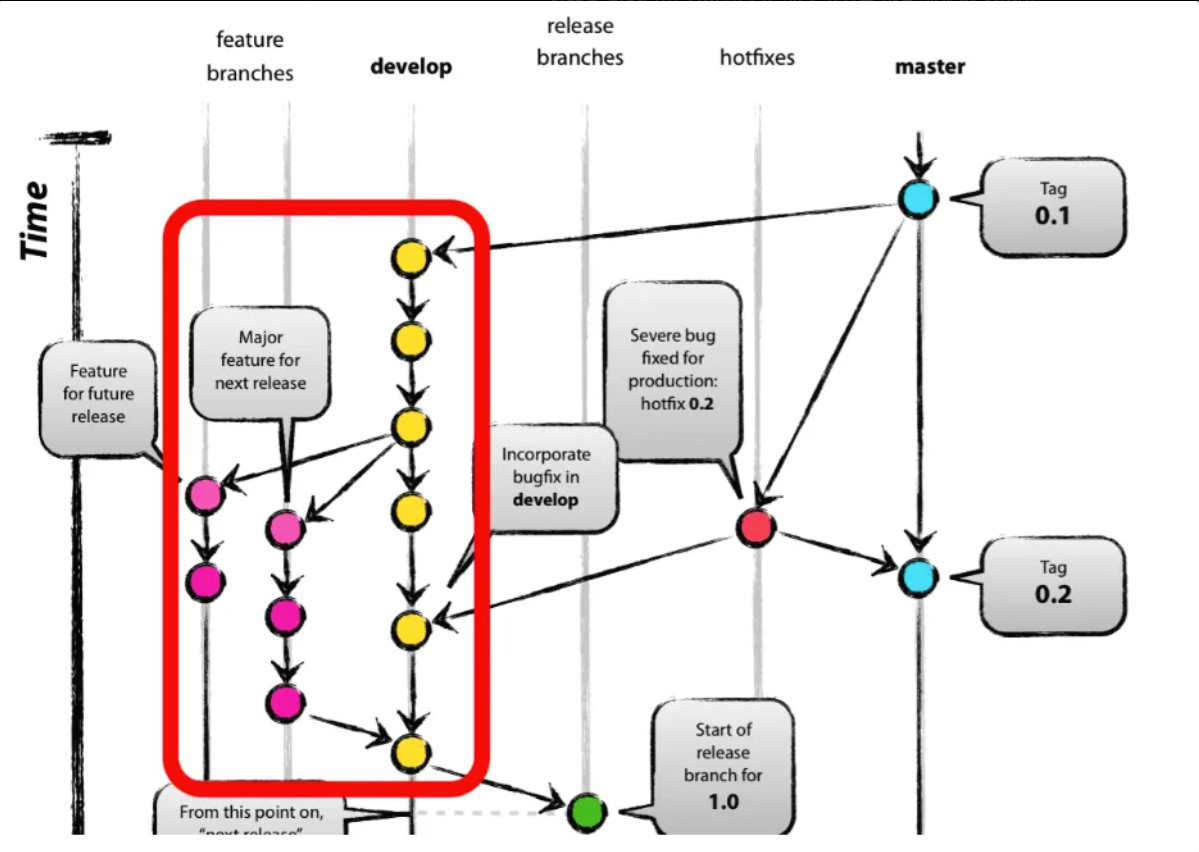 feature
branches
develop
release
branches
hotfixes
master
Time
Tag
0.1
Major
feature for
next release
Feature
for future
release
Severe bug
fixed for
production:
hotfix 0.2
Incorporate
bugfix in
develop
Tag
0.2
Start of
release
branch for
1.0
From this point on,
“next release”